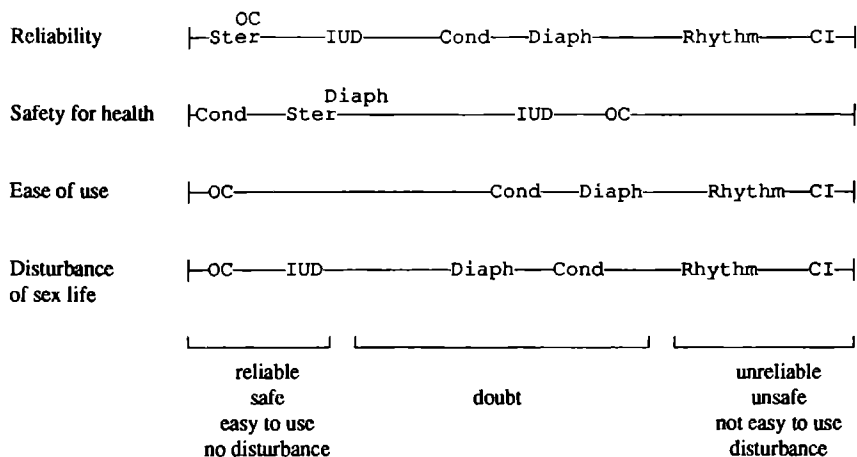 OC
Reliability Ster IUD Cond Diaph Rhythm CI
Diaph
Safety for health Cond Ster IUD OC
Ease of use OC Cond Diaph Rhythm CI
Disturbance OC IUD Diaph Cond Rhythm CI
of sex life
reliable unreliable
safe doubt unsafe
easy to use not easy to use
no disturbance disturbance